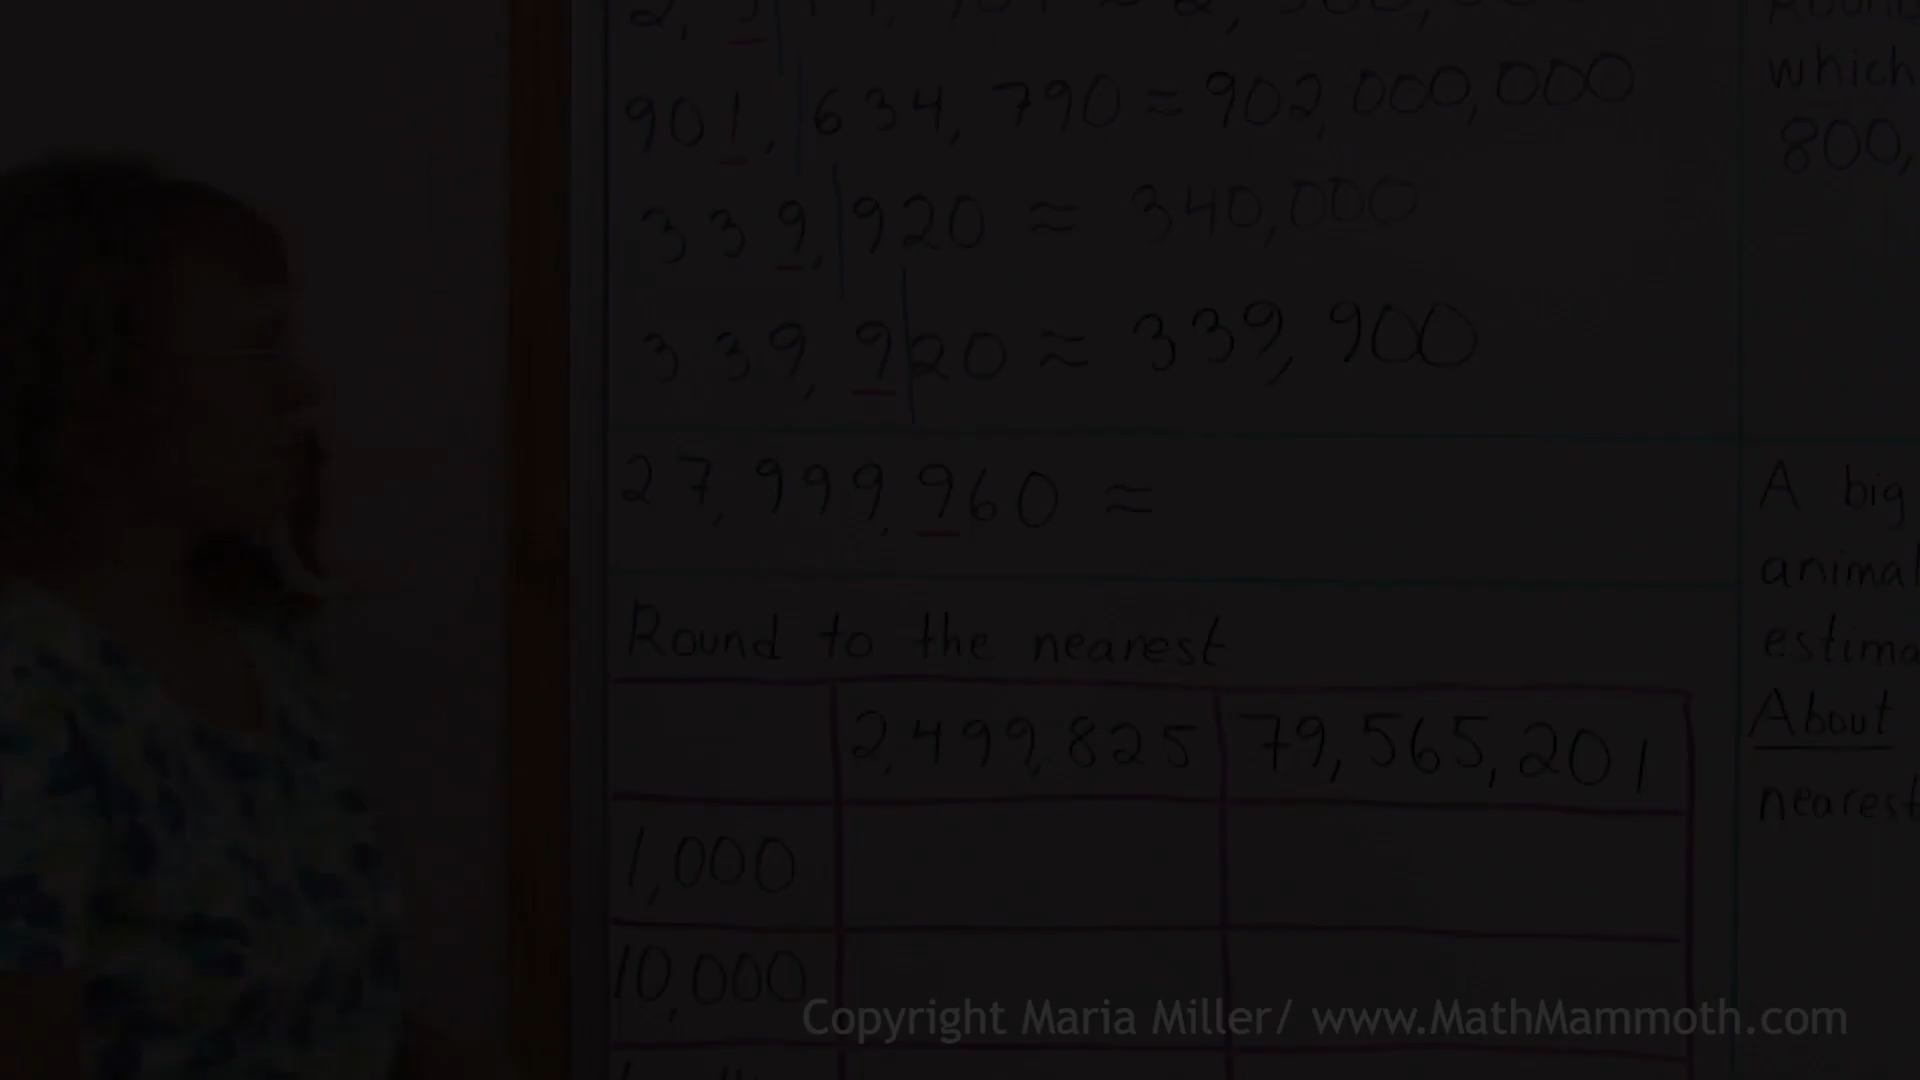 901,634,790 ≈ 902,000,000
339,920 ≈ 340,000
339,920 ≈ 339,900
27,999,960 ≈
Round to the nearest
2,499,825 79,565,201
1,000
10,000
which
800,
A big
animal
estima
About
nearest
Copyright Maria Miller/ www.MathMammoth.com